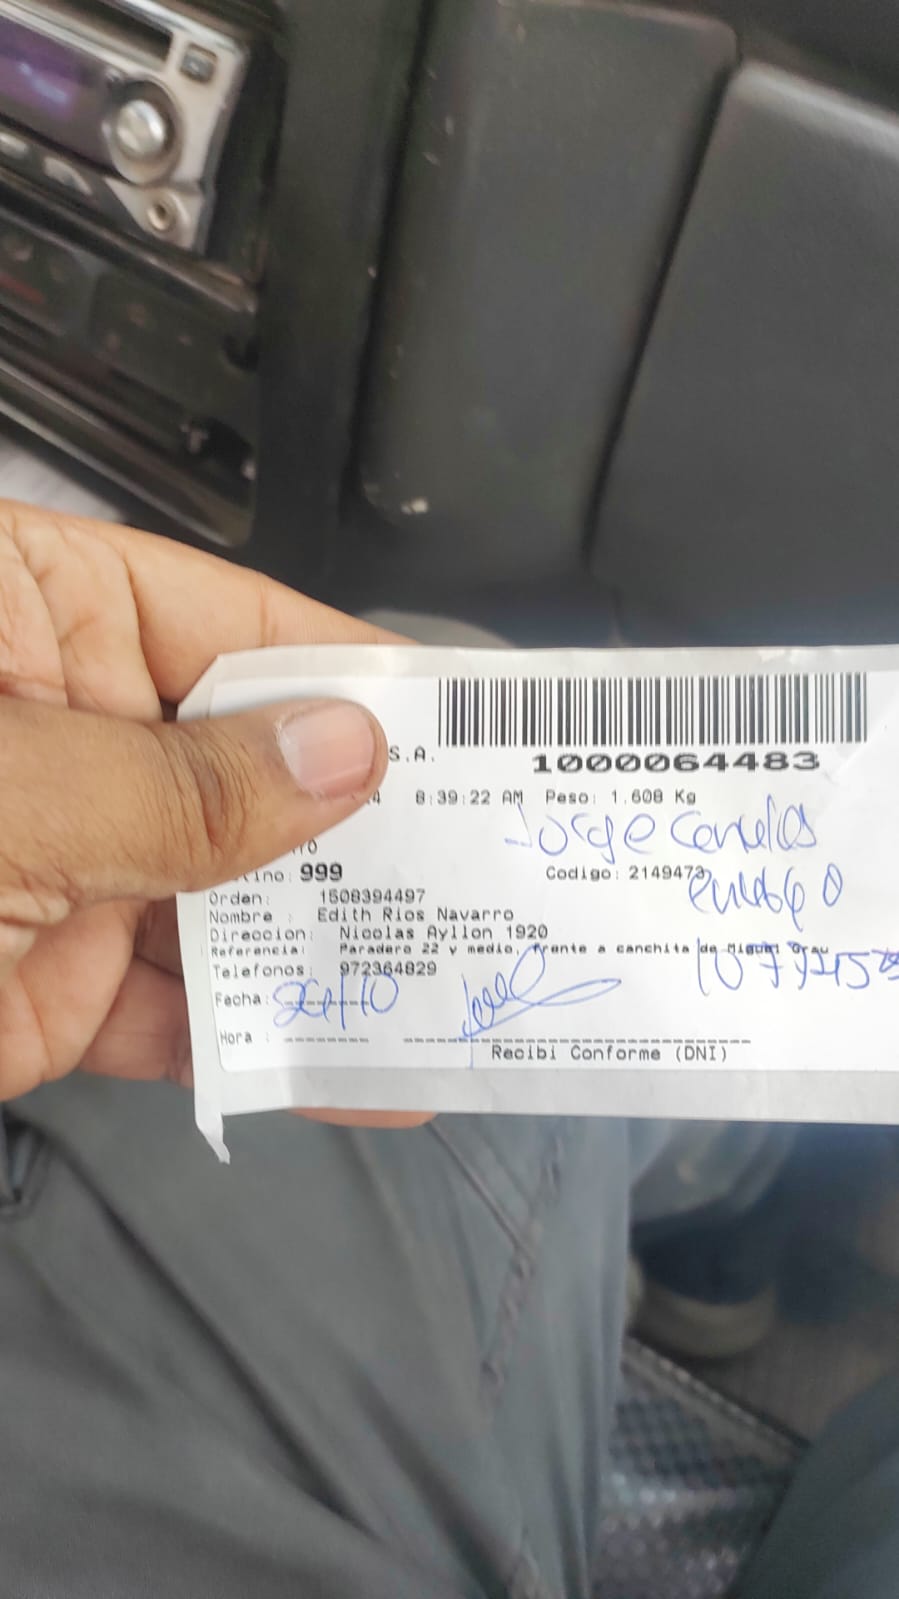 S.A.
1000064483
4 8:39:22 AM Peso: 1.608 Kg
Jorge
ino: 999 Codigo: 2149473
Orden: 1508394497
Nombre : Edith Rios Navarro
Direccion: Nicolas Ayllon 1920
Referencia: Paradero 22 y medio, frente a canchita de Miguel Grau
Telefonos: 972364829
Fecha:
Hora :
Recibi Conforme (DNI)